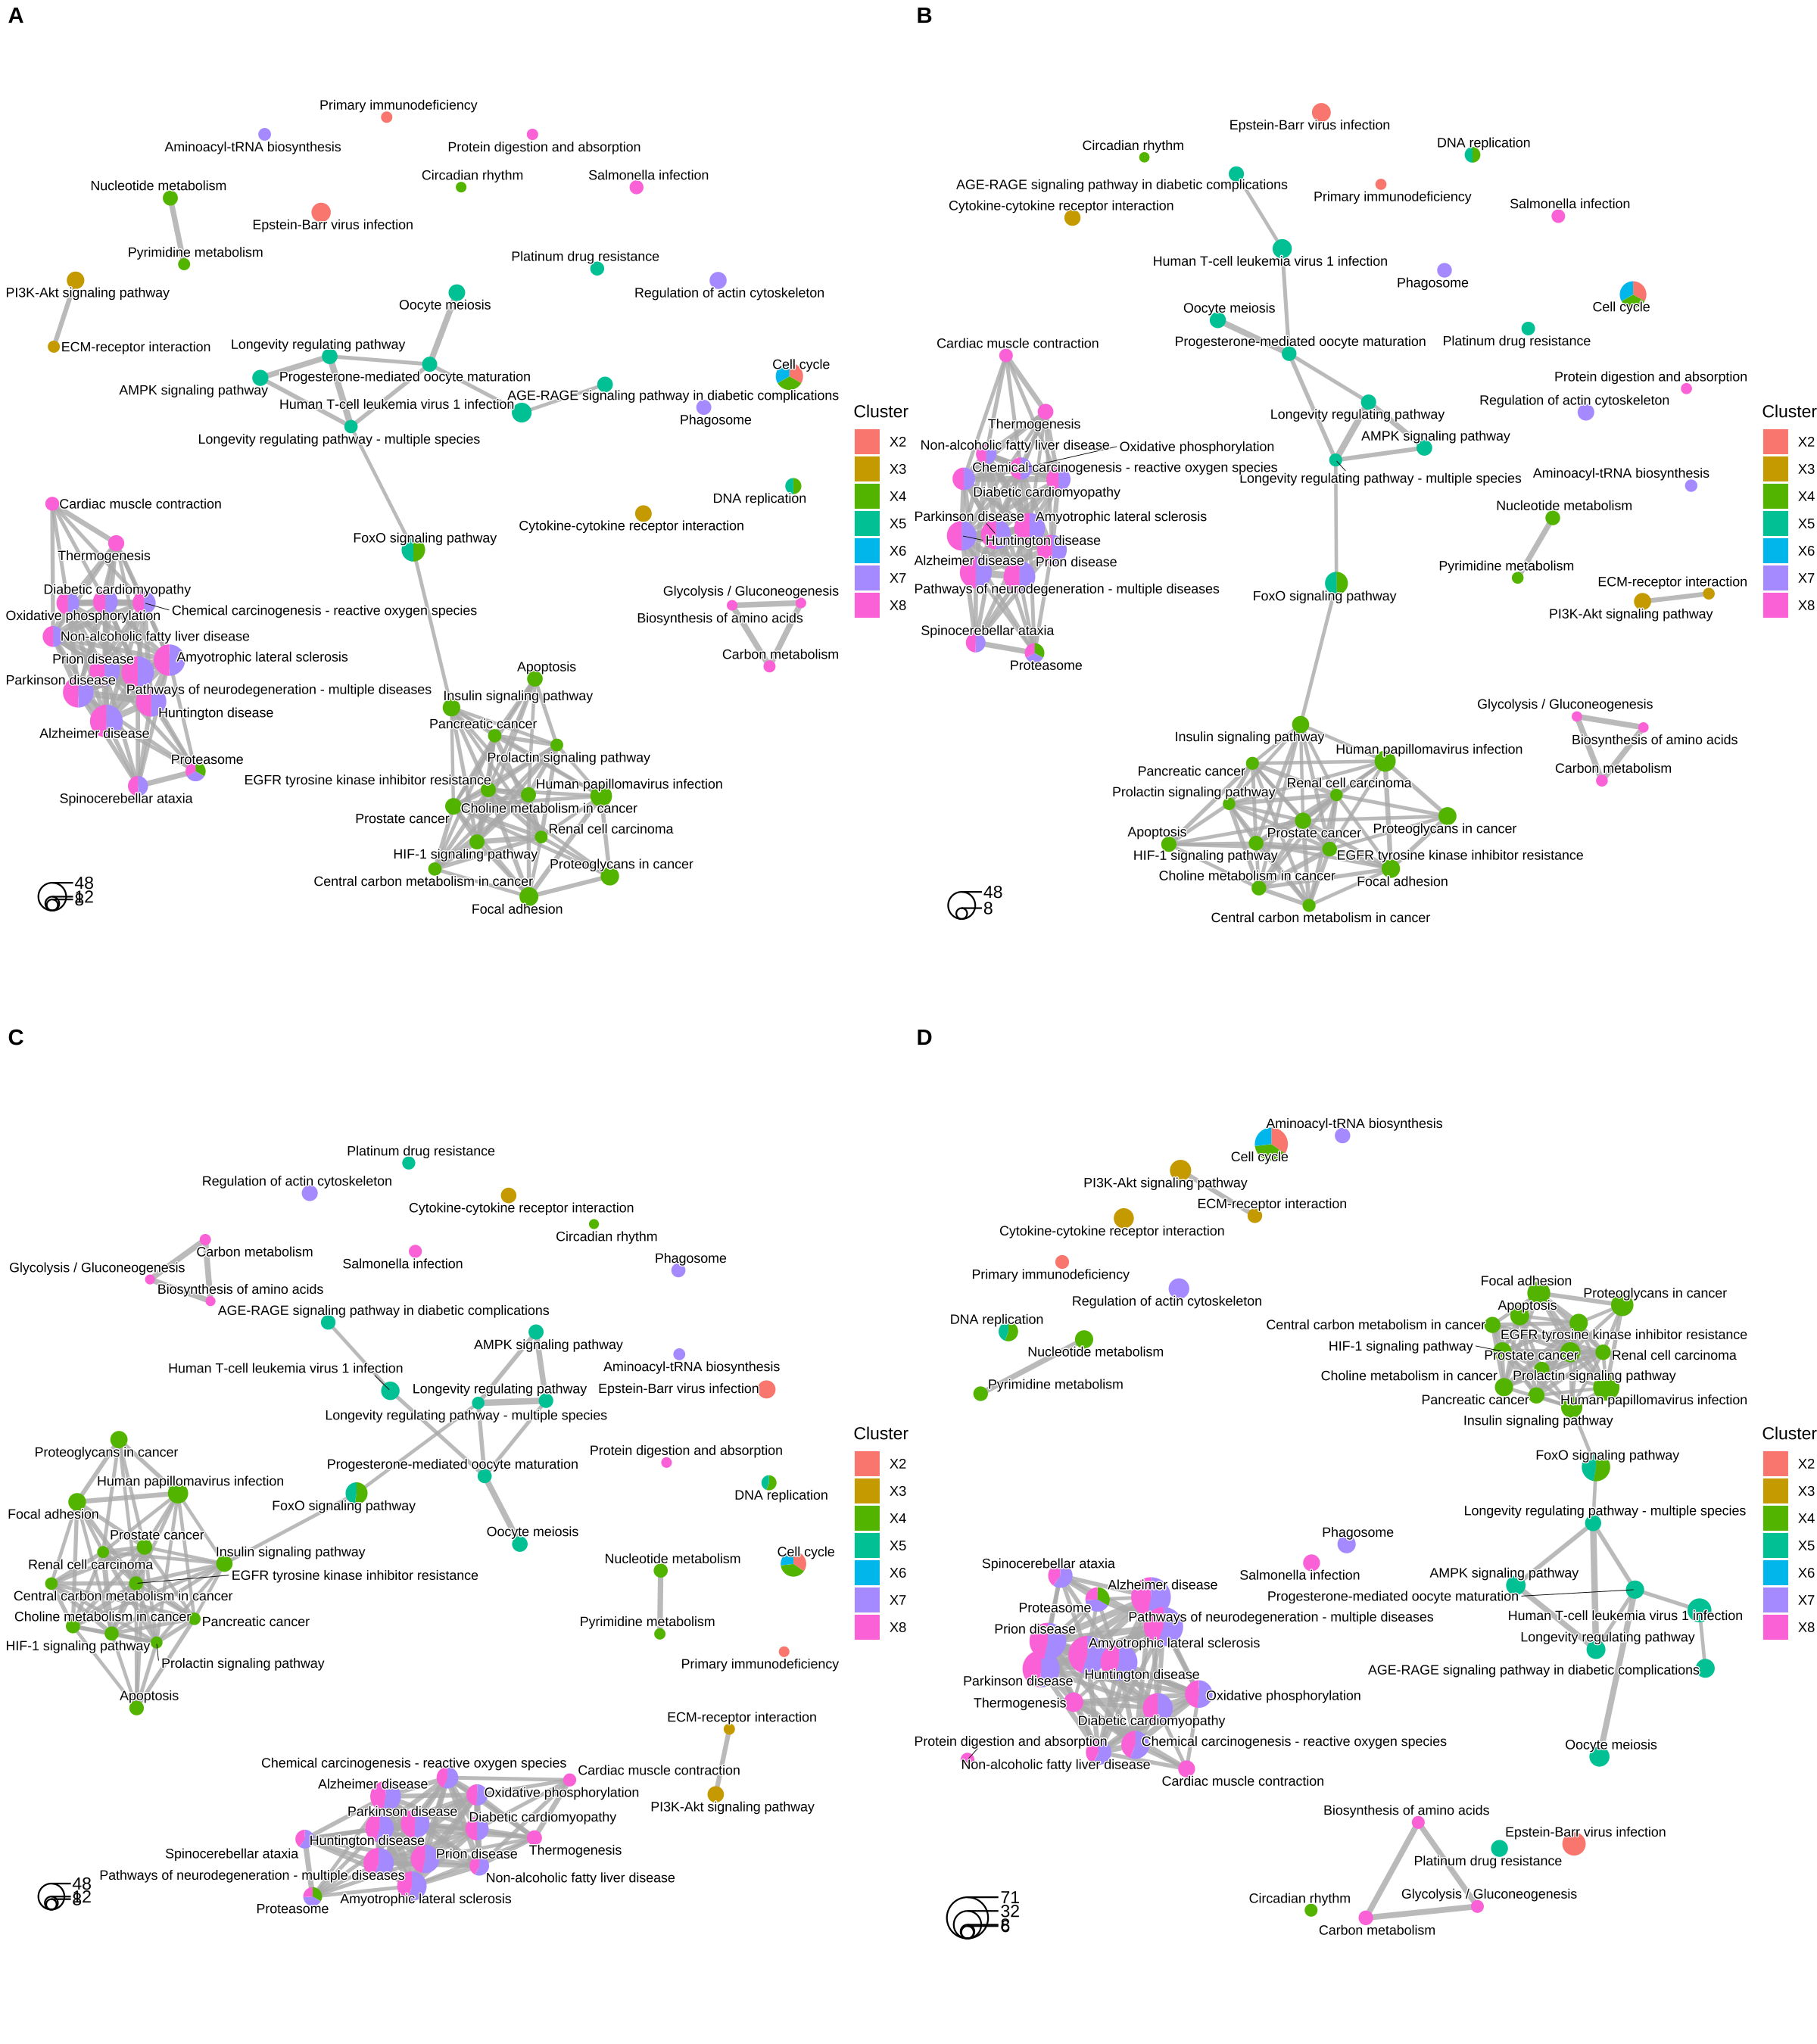 A
Primary immunodeficiency
Aminoacyl-tRNA biosynthesis
Protein digestion and absorption
Nucleotide metabolism
Circadian rhythm
Salmonella infection
Epstein-Barr virus infection
Pyrimidine metabolism
Platinum drug resistance
PI3K-Akt signaling pathway
Regulation of actin cytoskeleton
Oocyte meiosis
ECM-receptor interaction
Longevity regulating pathway
Cell cycle
Progesterone-mediated oocyte maturation
AMPK signaling pathway
AGE-RAGE signaling pathway in diabetic complications
Human T-cell leukemia virus 1 infection
Phagosome
Longevity regulating pathway - multiple species
DNA replication
Cardiac muscle contraction
Cytokine-cytokine receptor interaction
FoxO signaling pathway
Thermogenesis
Diabetic cardiomyopathy
Glycolysis / Gluconeogenesis
Chemical carcinogenesis - reactive oxygen species
Oxidative phosphorylation
Biosynthesis of amino acids
Non-alcoholic fatty liver disease
Carbon metabolism
Prion disease
Amyotrophic lateral sclerosis
Apoptosis
Parkinson disease
Pathways of neurodegeneration - multiple diseases
Insulin signaling pathway
Huntington disease
Pancreatic cancer
Alzheimer disease
Prolactin signaling pathway
Proteasome
EGFR tyrosine kinase inhibitor resistance
Human papillomavirus infection
Spinocerebellar ataxia
Choline metabolism in cancer
Prostate cancer
Renal cell carcinoma
HIF-1 signaling pathway
Proteoglycans in cancer
Central carbon metabolism in cancer
Focal adhesion
48
12
8
Cluster
X2
X3
X4
X5
X6
X7
X8
B
Epstein-Barr virus infection
Circadian rhythm
DNA replication
AGE-RAGE signaling pathway in diabetic complications
Primary immunodeficiency
Cytokine-cytokine receptor interaction
Salmonella infection
Human T-cell leukemia virus 1 infection
Phagosome
Oocyte meiosis
Cell cycle
Progesterone-mediated oocyte maturation
Platinum drug resistance
Cardiac muscle contraction
Protein digestion and absorption
Regulation of actin cytoskeleton
Longevity regulating pathway
Thermogenesis
AMPK signaling pathway
Non-alcoholic fatty liver disease
Oxidative phosphorylation
Chemical carcinogenesis - reactive oxygen species
Aminoacyl-tRNA biosynthesis
Longevity regulating pathway - multiple species
Diabetic cardiomyopathy
Nucleotide metabolism
Parkinson disease
Amyotrophic lateral sclerosis
Huntington disease
Alzheimer disease
Prion disease
Pyrimidine metabolism
ECM-receptor interaction
Pathways of neurodegeneration - multiple diseases
FoxO signaling pathway
PI3K-Akt signaling pathway
Spinocerebellar ataxia
Proteasome
Glycolysis / Gluconeogenesis
Insulin signaling pathway
Biosynthesis of amino acids
Human papillomavirus infection
Pancreatic cancer
Carbon metabolism
Renal cell carcinoma
Prolactin signaling pathway
Apoptosis
Prostate cancer
Proteoglycans in cancer
HIF-1 signaling pathway
EGFR tyrosine kinase inhibitor resistance
Choline metabolism in cancer
Focal adhesion
Central carbon metabolism in cancer
48
8
Cluster
X2
X3
X4
X5
X6
X7
X8
C
Platinum drug resistance
Regulation of actin cytoskeleton
Cytokine-cytokine receptor interaction
Circadian rhythm
Carbon metabolism
Salmonella infection
Phagosome
Glycolysis / Gluconeogenesis
Biosynthesis of amino acids
AGE-RAGE signaling pathway in diabetic complications
AMPK signaling pathway
Human T-cell leukemia virus 1 infection
Aminoacyl-tRNA biosynthesis
Longevity regulating pathway
Epstein-Barr virus infection
Longevity regulating pathway - multiple species
Proteoglycans in cancer
Protein digestion and absorption
Progesterone-mediated oocyte maturation
Human papillomavirus infection
DNA replication
FoxO signaling pathway
Focal adhesion
Prostate cancer
Oocyte meiosis
Insulin signaling pathway
Nucleotide metabolism
Cell cycle
Renal cell carcinoma
EGFR tyrosine kinase inhibitor resistance
Central carbon metabolism in cancer
Choline metabolism in cancer
Pancreatic cancer
Pyrimidine metabolism
HIF-1 signaling pathway
Prolactin signaling pathway
Primary immunodeficiency
Apoptosis
ECM-receptor interaction
Chemical carcinogenesis - reactive oxygen species
Cardiac muscle contraction
Alzheimer disease
Oxidative phosphorylation
Parkinson disease
Diabetic cardiomyopathy
PI3K-Akt signaling pathway
Huntington disease
Spinocerebellar ataxia
Prion disease
Thermogenesis
Pathways of neurodegeneration - multiple diseases
Non-alcoholic fatty liver disease
Amyotrophic lateral sclerosis
Proteasome
48
12
8
Cluster
X2
X3
X4
X5
X6
X7
X8
D
Aminoacyl-tRNA biosynthesis
Cell cycle
PI3K-Akt signaling pathway
ECM-receptor interaction
Cytokine-cytokine receptor interaction
Primary immunodeficiency
Regulation of actin cytoskeleton
Focal adhesion
Proteoglycans in cancer
Apoptosis
DNA replication
Central carbon metabolism in cancer
EGFR tyrosine kinase inhibitor resistance
HIF-1 signaling pathway
Nucleotide metabolism
Prostate cancer
Renal cell carcinoma
Choline metabolism in cancer
Prolactin signaling pathway
Pyrimidine metabolism
Pancreatic cancer
Human papillomavirus infection
Insulin signaling pathway
FoxO signaling pathway
Longevity regulating pathway - multiple species
Phagosome
Spinocerebellar ataxia
Salmonella infection
AMPK signaling pathway
Alzheimer disease
Progesterone-mediated oocyte maturation
Proteasome
Pathways of neurodegeneration - multiple diseases
Human T-cell leukemia virus 1 infection
Prion disease
Amyotrophic lateral sclerosis
Longevity regulating pathway
Huntington disease
AGE-RAGE signaling pathway in diabetic complications
Parkinson disease
Thermogenesis
Oxidative phosphorylation
Diabetic cardiomyopathy
Protein digestion and absorption
Chemical carcinogenesis - reactive oxygen species
Oocyte meiosis
Non-alcoholic fatty liver disease
Cardiac muscle contraction
Biosynthesis of amino acids
Epstein-Barr virus infection
Platinum drug resistance
Circadian rhythm
Glycolysis / Gluconeogenesis
Carbon metabolism
71
32
6
Cluster
X2
X3
X4
X5
X6
X7
X8